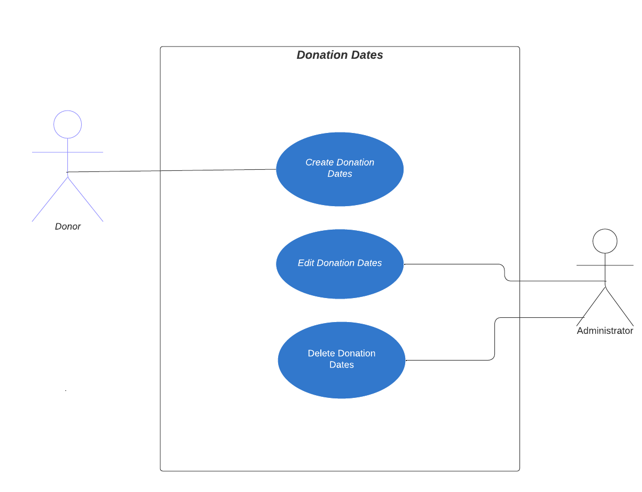 Donation Dates
Create Donation
Dates
Donor
Edit Donation Dates
Administrator
Delete Donation
Dates
.